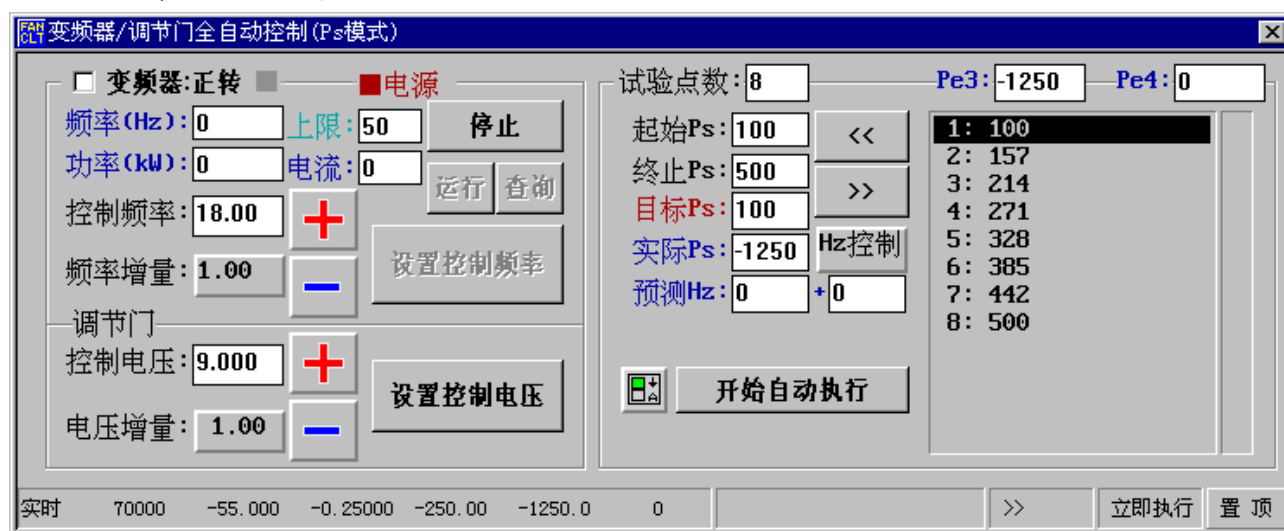 FAN CLT 变频器/调节门全自动控制(Ps模式)
变频器:正转 电源
频率(Hz): 0 上限: 50 停止
功率(kW): 0 电流: 0 运行 查询
控制频率: 18.00 +
频率增量: 1.00 − 设置控制频率
调节门
控制电压: 9.000 +
电压增量: 1.00 − 设置控制电压
试验点数: 8 Pe3: -1250 Pe4: 0
起始Ps: 100 <<
终止Ps: 500 >>
目标Ps: 100
实际Ps: -1250 Hz控制
预测Hz: 0 + 0
开始自动执行
1: 100
2: 157
3: 214
4: 271
5: 328
6: 385
7: 442
8: 500
实时 70000 -55.000 -0.25000 -250.00 -1250.0 0 >> 立即执行 置 顶